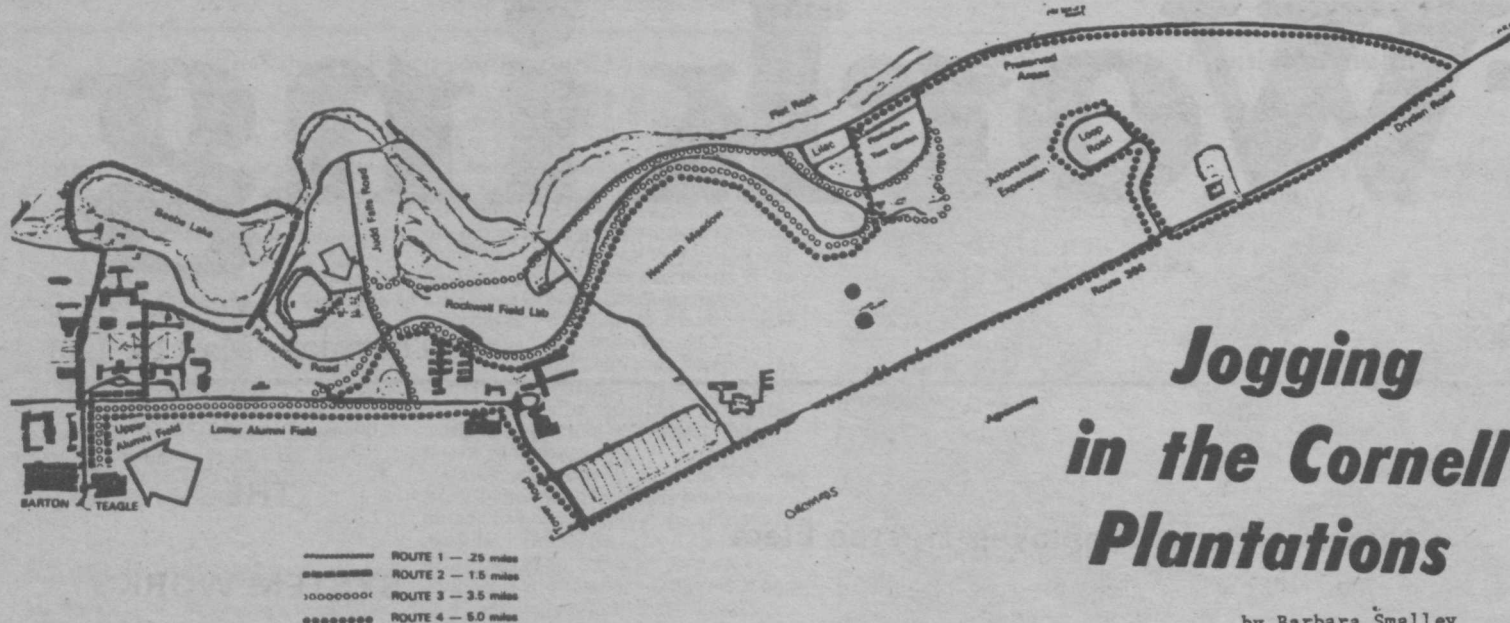 Flat Rock
Preserved
Areas
Dryden Road
Lilac
Loop
Road
Arboretum
Expansion
Beebe Lake
Judd Falls Road
Newman Meadow
Rockwell Field Lab
Plantations
Road
Route 366
Upper
Alumni Field
Lower Alumni Field
BARTON
TEAGLE
Tower Road
Agronomy
Orchards
ROUTE 1 — .25 miles
ROUTE 2 — 1.5 miles
ROUTE 3 — 3.5 miles
ROUTE 4 — 5.0 miles
Jogging
in the Cornell
Plantations
by Barbara Smalley